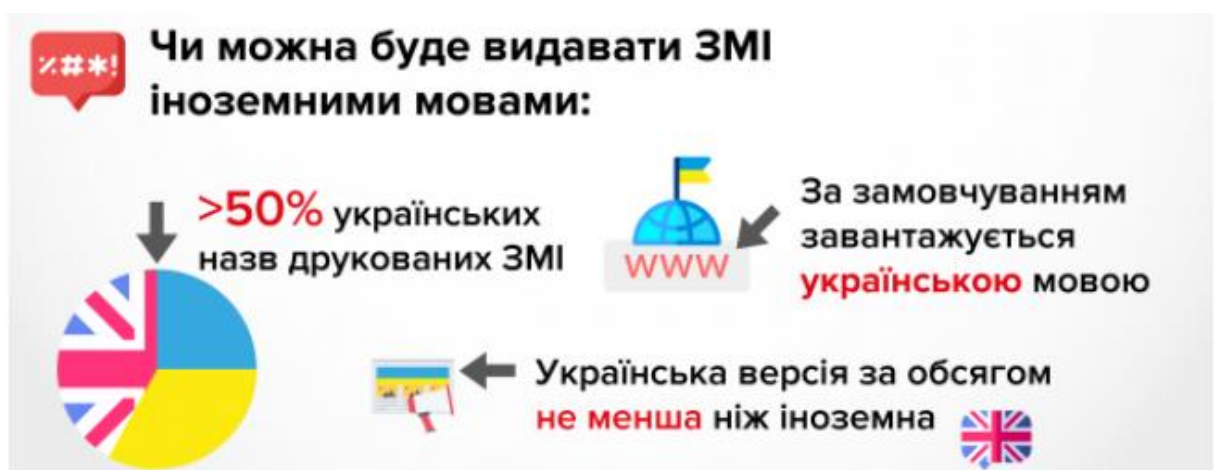 %#*!
Чи можна буде видавати ЗМІ
іноземними мовами:
>50% українських
назв друкованих ЗМІ
За замовчуванням
завантажується
українською мовою
www
Українська версія за обсягом
не менша ніж іноземна